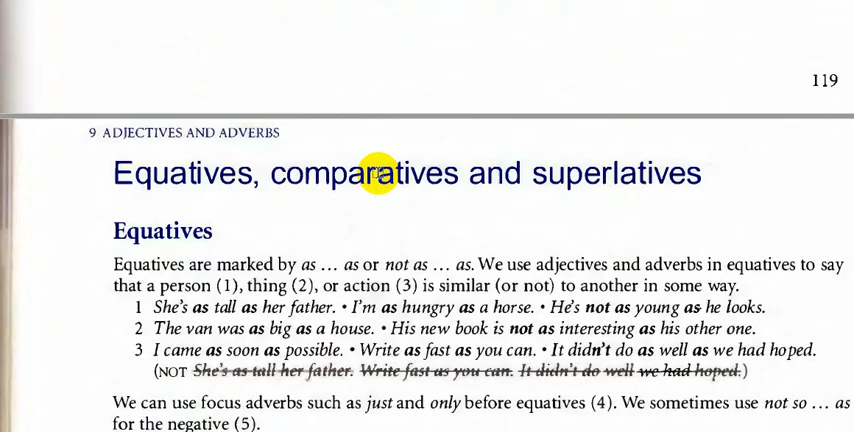 119
9 ADJECTIVES AND ADVERBS
Equatives, comparatives and superlatives
Equatives
Equatives are marked by as ... as or not as ... as. We use adjectives and adverbs in equatives to say
that a person (1), thing (2), or action (3) is similar (or not) to another in some way.
1 She's as tall as her father. • I'm as hungry as a horse. • He's not as young as he looks.
2 The van was as big as a house. • His new book is not as interesting as his other one.
3 I came as soon as possible. • Write as fast as you can. • It didn't do as well as we had hoped.
(NOT She's as tall her father. Write fast as you can. It didn't do well we had hoped.)
We can use focus adverbs such as just and only before equatives (4). We sometimes use not so ... as
for the negative (5).